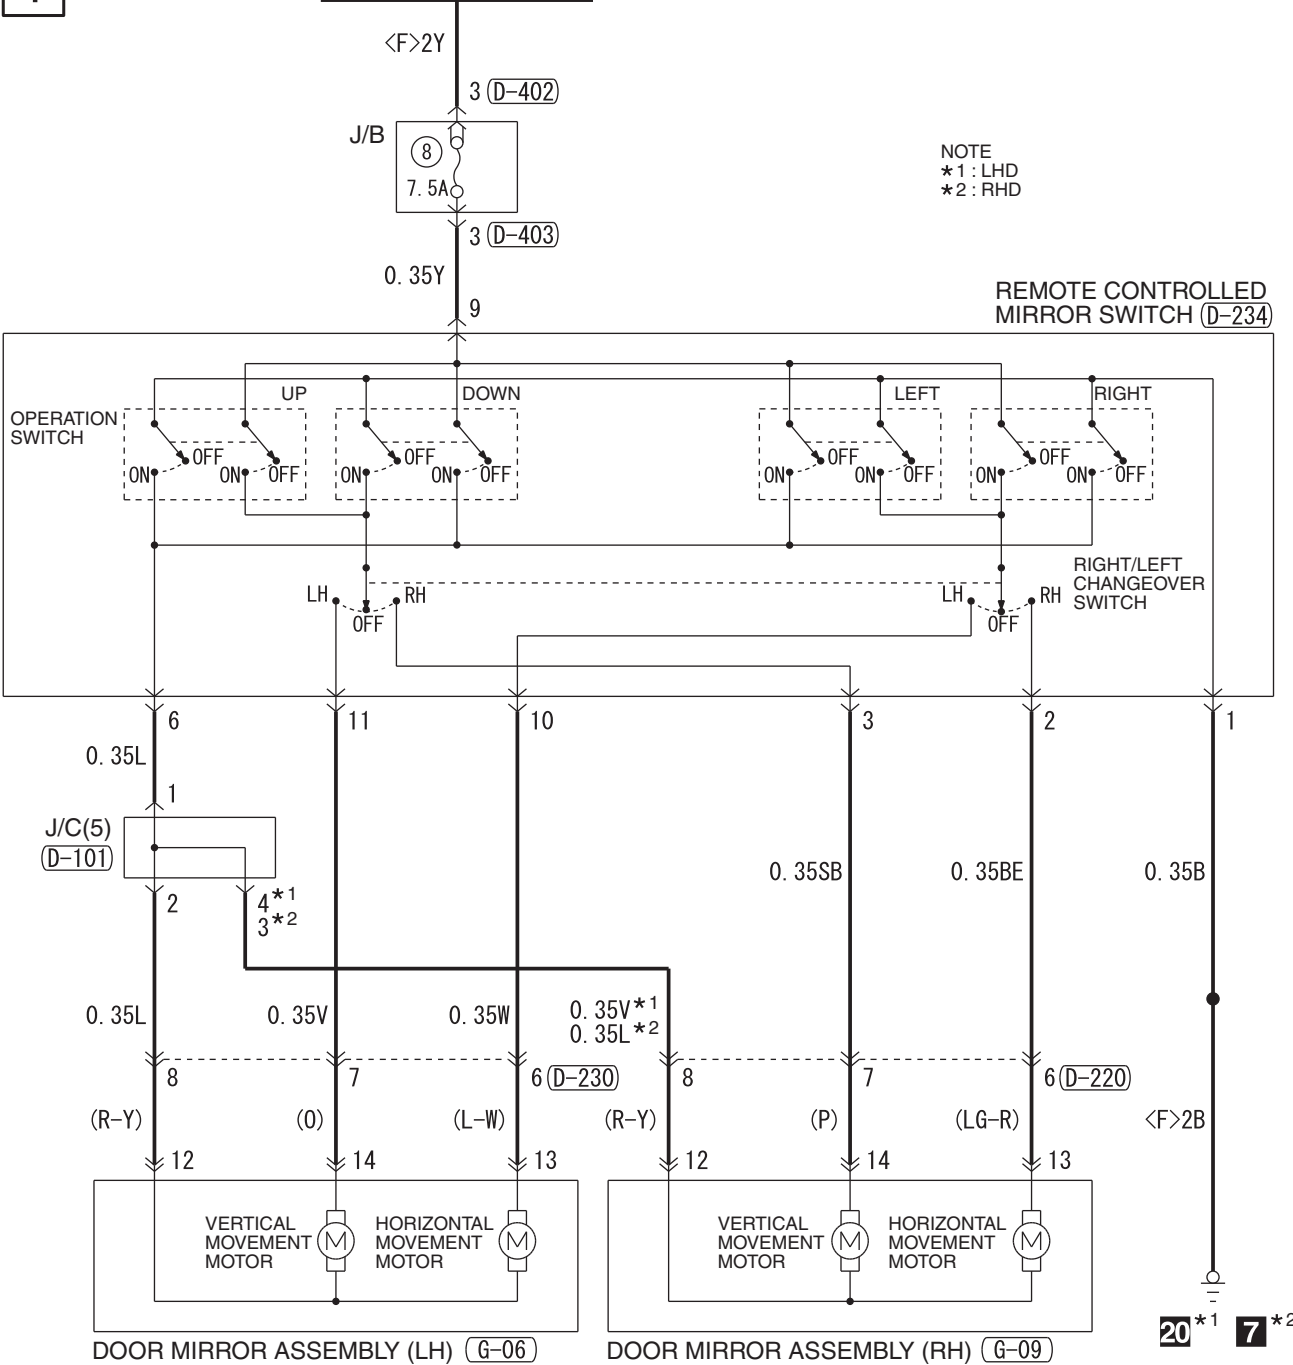 <F>2Y
3 (D-402)
J/B
8
7.5A
NOTE
*1 : LHD
*2 : RHD
3 (D-403)
0.35Y
9
REMOTE CONTROLLED
MIRROR SWITCH (D-234)
UP DOWN LEFT RIGHT
OPERATION
SWITCH
OFF OFF OFF OFF
ON ON OFF ON ON OFF ON ON OFF ON ON OFF
RIGHT/LEFT
CHANGEOVER
SWITCH
LH RH LH RH
OFF OFF
6 11 10 3 2 1
0.35L
1
J/C(5)
(D-101)
0.35SB 0.35BE 0.35B
2 4*1
3*2
0.35L 0.35V 0.35W 0.35V*1
0.35L*2
8 7 6 (D-230) 8 7 6 (D-220)
(R-Y) (O) (L-W) (R-Y) (P) (LG-R) <F>2B
12 14 13 12 14 13
VERTICAL
MOVEMENT
MOTOR
M
HORIZONTAL
MOVEMENT
MOTOR
M
VERTICAL
MOVEMENT
MOTOR
M
HORIZONTAL
MOVEMENT
MOTOR
M
20*1 7*2
DOOR MIRROR ASSEMBLY (LH) (G-06) DOOR MIRROR ASSEMBLY (RH) (G-09)